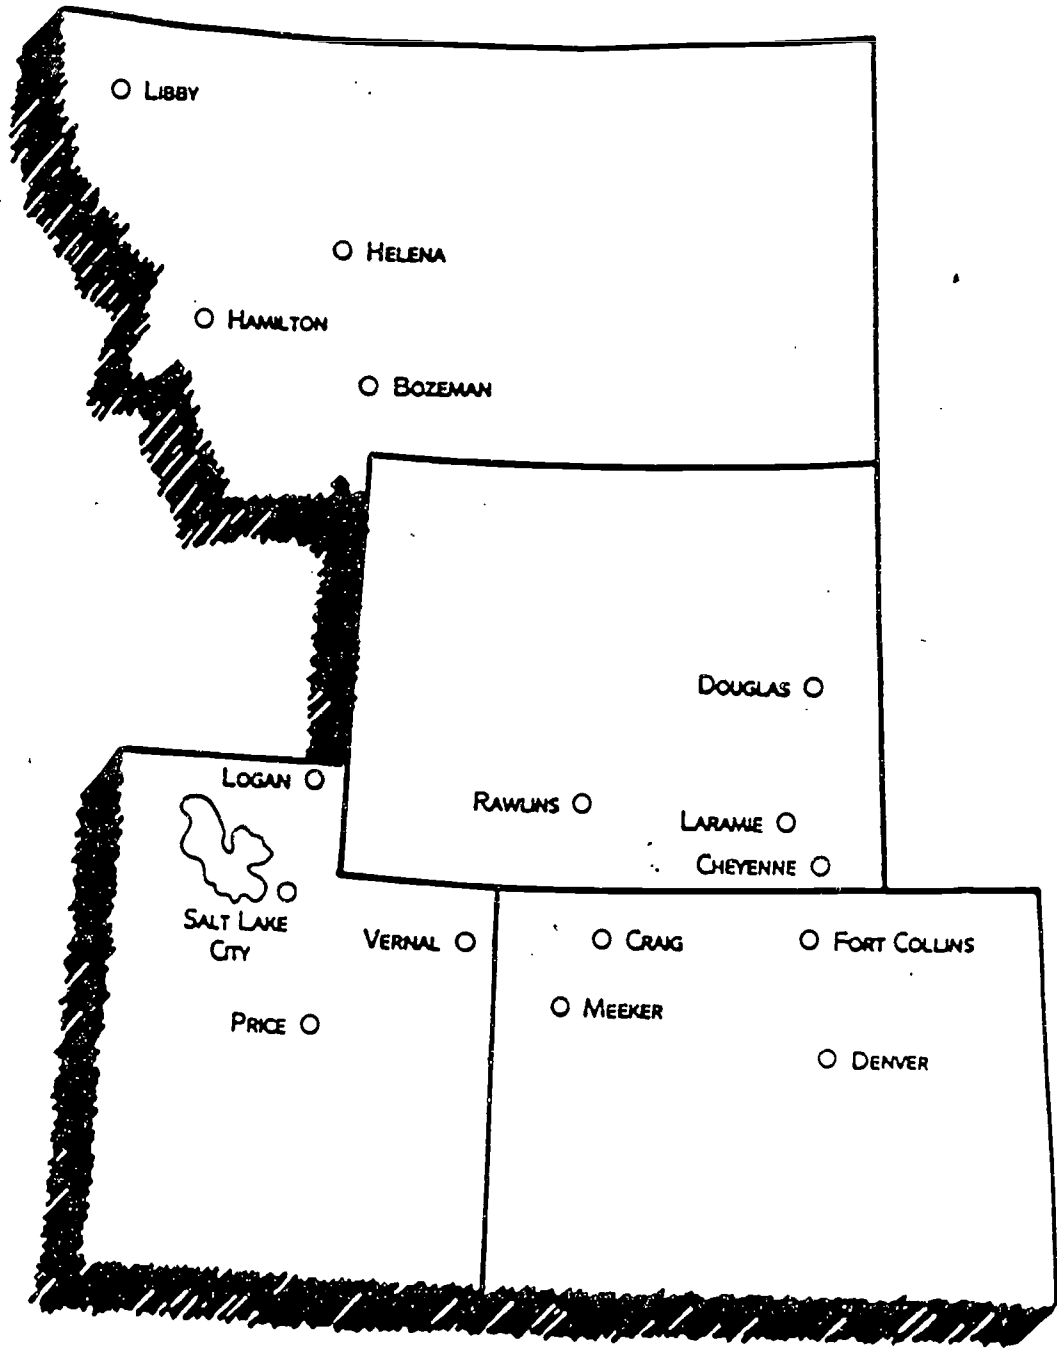 LIBBY
HELENA
HAMILTON
BOZEMAN
DOUGLAS
LOGAN
RAWLINS
LARAMIE
CHEYENNE
SALT LAKE
CITY
VERNAL
CRAIG
FORT COLLINS
MEEKER
PRICE
DENVER